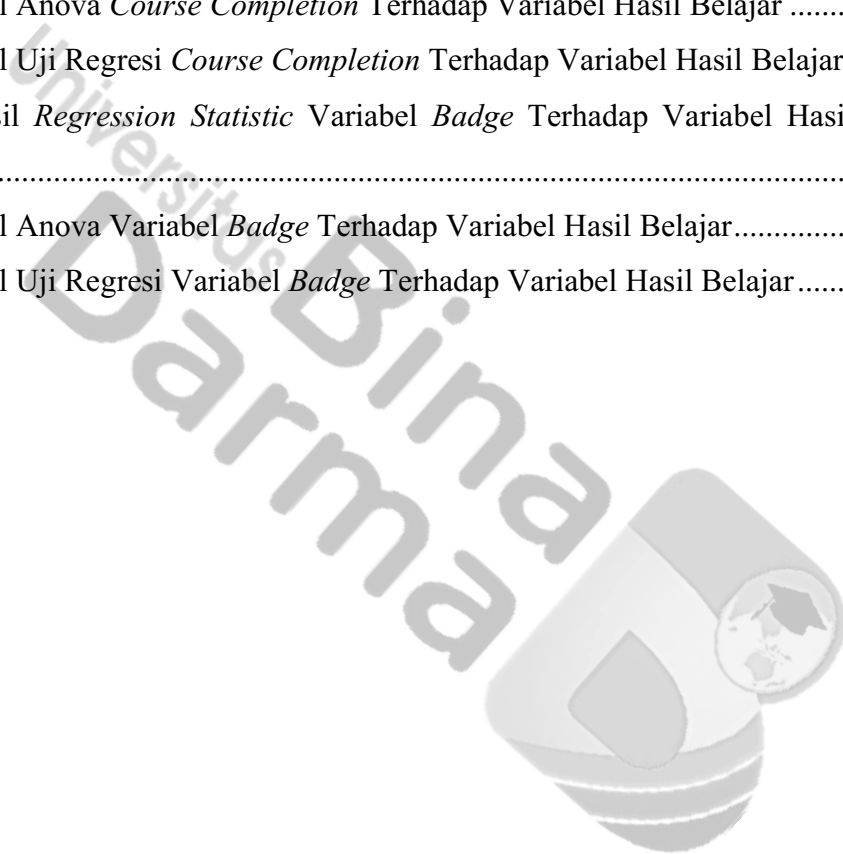 l Anova Course Completion Terhadap Variabel Hasil Belajar .......
l Uji Regresi Course Completion Terhadap Variabel Hasil Belajar
sil Regression Statistic Variabel Badge Terhadap Variabel Hasi
....................................................................................................
l Anova Variabel Badge Terhadap Variabel Hasil Belajar..............
l Uji Regresi Variabel Badge Terhadap Variabel Hasil Belajar......
Universitas
Bina
Darma